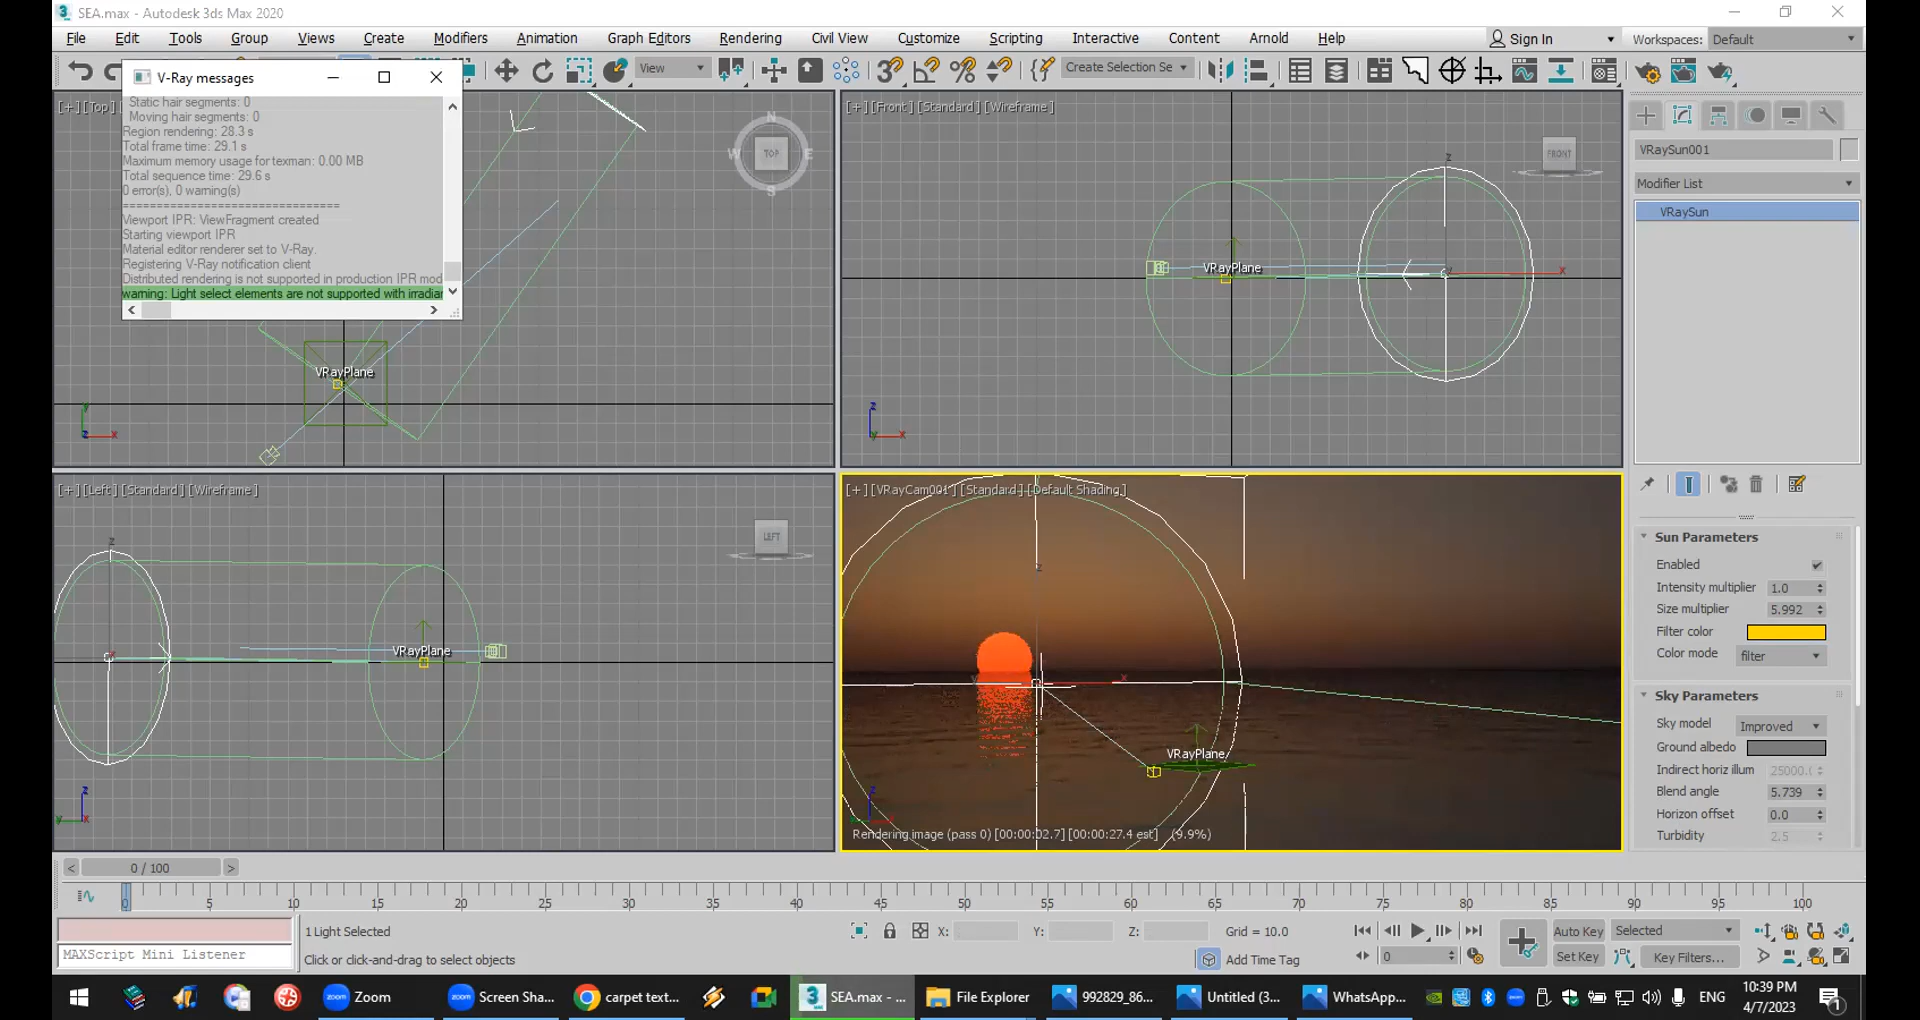 SEA.max - Autodesk 3ds Max 2020
File Edit Tools Group Views Create Modifiers Animation Graph Editors Rendering Civil View Customize Scripting Interactive Content Arnold Help Sign In Workspaces: Default
View Create Selection Se
V-Ray messages
Static hair segments: 0
Moving hair segments: 0
Region rendering: 28.3 s
Total frame time: 29.1 s
Maximum memory usage for texman: 0.00 MB
Total sequence time: 29.6 s
0 error(s), 0 warning(s)
================================
Viewport IPR: ViewFragment created
Starting viewport IPR
Material editor renderer set to V-Ray.
Registering V-Ray notification client
Distributed rendering is not supported in production IPR mod
warning: Light select elements are not supported with irradiar
[+] [Top]
N
W TOP E
S
VRayPlane
y
z x
[+] [Front] [Standard] [Wireframe]
FRONT
z
VRayPlane
x
z
y x
[+] [Left] [Standard] [Wireframe]
LEFT
z
x
VRayPlane
z
y x
[+] [VRayCam001] [Standard] [Default Shading]
z
x
VRayPlane
z
Rendering image (pass 0) [00:00:02.7] [00:00:27.4 est] (9.9%)
VRaySun001
Modifier List
VRaySun
Sun Parameters
Enabled
Intensity multiplier 1.0
Size multiplier 5.992
Filter color
Color mode filter
Sky Parameters
Sky model Improved
Ground albedo
Indirect horiz illum 25000.(
Blend angle 5.739
Horizon offset 0.0
Turbidity 2.5
< 0 / 100 >
0 5 10 15 20 25 30 35 40 45 50 55 60 65 70 75 80 85 90 95 100
1 Light Selected X: Y: Z: Grid = 10.0 Auto Key Selected
MAXScript Mini Listener Click or click-and-drag to select objects Add Time Tag 0 Set Key Key Filters...
zoom Zoom zoom Screen Sha... carpet text... 3 SEA.max - ... File Explorer 992829_86... Untitled (3... WhatsApp... ENG 10:39 PM
4/7/2023
1